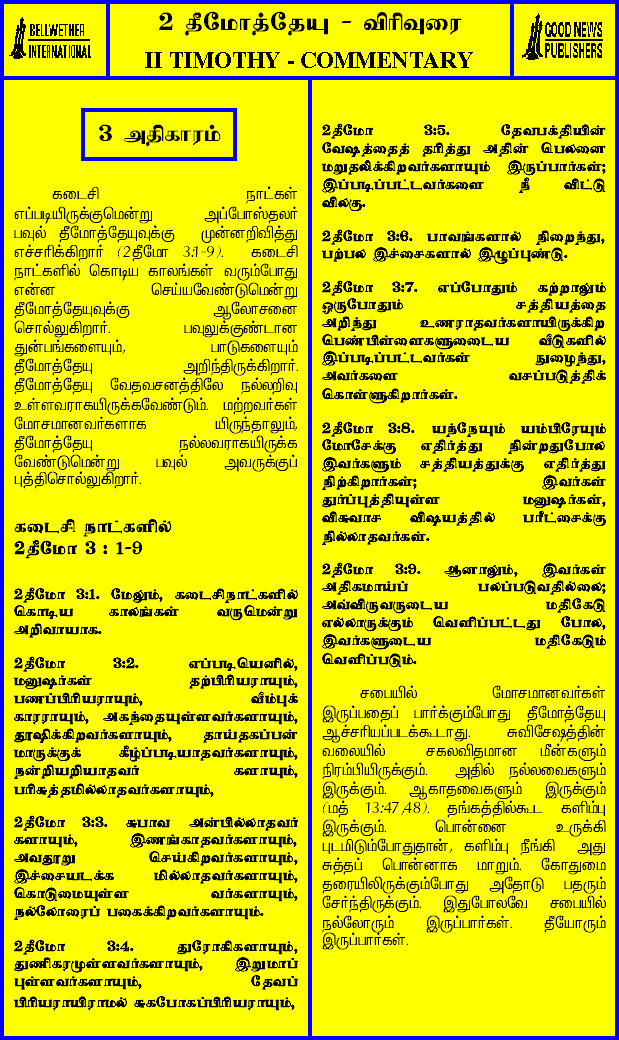 BELLWETHER
INTERNATIONAL
2 தீமோத்தேயு - விரிவுரை
II TIMOTHY - COMMENTARY
GOOD NEWS
PUBLISHERS
3 அதிகாரம்
கடைசி நாட்கள்
எப்படியிருக்குமென்று அப்போஸ்தலர்
பவுல் தீமோத்தேயுவுக்கு முன்னறிவித்து
எச்சரிக்கிறார் (2தீமோ 3:1-9). கடைசி
நாட்களில் கொடிய காலங்கள் வரும்போது
என்ன செய்யவேண்டுமென்று
தீமோத்தேயுவுக்கு ஆலோசனை
சொல்லுகிறார். பவுலுக்குண்டான
துன்பங்களையும், பாடுகளையும்
தீமோத்தேயு அறிந்திருக்கிறார்.
தீமோத்தேயு வேதவசனத்திலே நல்லறிவு
உள்ளவராகயிருக்கவேண்டும். மற்றவர்கள்
மோசமானவர்களாக யிருந்தாலும்,
தீமோத்தேயு நல்லவராகயிருக்க
வேண்டுமென்று பவுல் அவருக்குப்
புத்திசொல்லுகிறார்.
கடைசி நாட்களில்
2தீமோ 3 : 1-9
2தீமோ 3:1. மேலும், கடைசிநாட்களில்
கொடிய காலங்கள் வருமென்று
அறிவாயாக.
2தீமோ 3:2. எப்படியெனில்,
மனுஷர்கள் தற்பிரியராயும்,
பணப்பிரியராயும், வீம்புக்
காரராயும், அகந்தையுள்ளவர்களாயும்,
தூஷிக்கிறவர்களாயும், தாய்தகப்பன்
மாருக்குக் கீழ்ப்படியாதவர்களாயும்,
நன்றியறியாதவர் களாயும்,
பரிசுத்தமில்லாதவர்களாயும்,
2தீமோ 3:3. சுபாவ அன்பில்லாதவர்
களாயும், இணங்காதவர்களாயும்,
அவதூறு செய்கிறவர்களாயும்,
இச்சையடக்க மில்லாதவர்களாயும்,
கொடுமையுள்ள வர்களாயும்,
நல்லோரைப் பகைக்கிறவர்களாயும்.
2தீமோ 3:4. துரோகிகளாயும்,
துணிகரமுள்ளவர்களாயும், இறுமாப்
புள்ளவர்களாயும், தேவப்
பிரியராயிராமல் சுகபோகப்பிரியராயும்,
2தீமோ 3:5. தேவபக்தியின்
வேஷத்தைத் தரித்து அதின் பெலனை
மறுதலிக்கிறவர்களாயும் இருப்பார்கள்;
இப்படிப்பட்டவர்களை நீ விட்டு
விலகு.
2தீமோ 3:6. பாவங்களால் நிறைந்து,
பற்பல இச்சைகளால் இழுப்புண்டு.
2தீமோ 3:7. எப்போதும் கற்றாலும்
ஒருபோதும் சத்தியத்தை
அறிந்து உணராதவர்களாயிருக்கிற
பெண்பிள்ளைகளுடைைய வீடுகளில்
இப்படிப்பட்டவர்கள் நுழைந்து,
அவர்களை வசப்படுத்திக்
கொள்ளுகிறார்கள்.
2தீமோ 3:8. யந்நேயும் யம்பிரேயும்
மோசேக்கு எதிர்த்து நின்றதுபோல
இவர்களும் சத்தியத்துக்கு எதிர்த்து
நிற்கிறார்கள்; இவர்கள்
துர்ப்புத்தியுள்ள மனுஷர்கள்,
விசுவாச விஷயத்தில் பரீட்சைக்கு
நில்லாதவர்கள்.
2தீமோ 3:9. ஆனாலும், இவர்கள்
அதிகமாய்ப் பலப்படுவதில்லை;
அவ்விருவருடைய மதிகேடு
எல்லாருக்கும் வெளிப்பட்டது போல,
இவர்களுடைய மதிகேடும்
வெளிப்படும்.
சபையில் மோசமானவர்கள்
இருப்பதைப் பார்க்கும்போது தீமோத்தேயு
ஆச்சரியப்படக்கூடாது. சுவிசேஷத்தின்
வலையில் சகலவிதமான மீன்களும்
நிரம்பியிருக்கும். அதில் நல்லவைகளும்
இருக்கும். ஆகாதவைகளும் இருக்கும்
(மத் 13:47,48). தங்கத்தில்கூட களிம்பு
இருக்கும். பொன்னை உருக்கி
புடமிடும்போதுதான், களிம்பு நீங்கி அது
சுத்தப் பொன்னாக மாறும். கோதுமை
தரையிலிருக்கும்போது அதோடு பதரும்
சேர்ந்திருக்கும். இதுபோலவே சபையில்
நல்லோரும் இருப்பார்கள். தீயோரும்
இருப்பார்கள்.